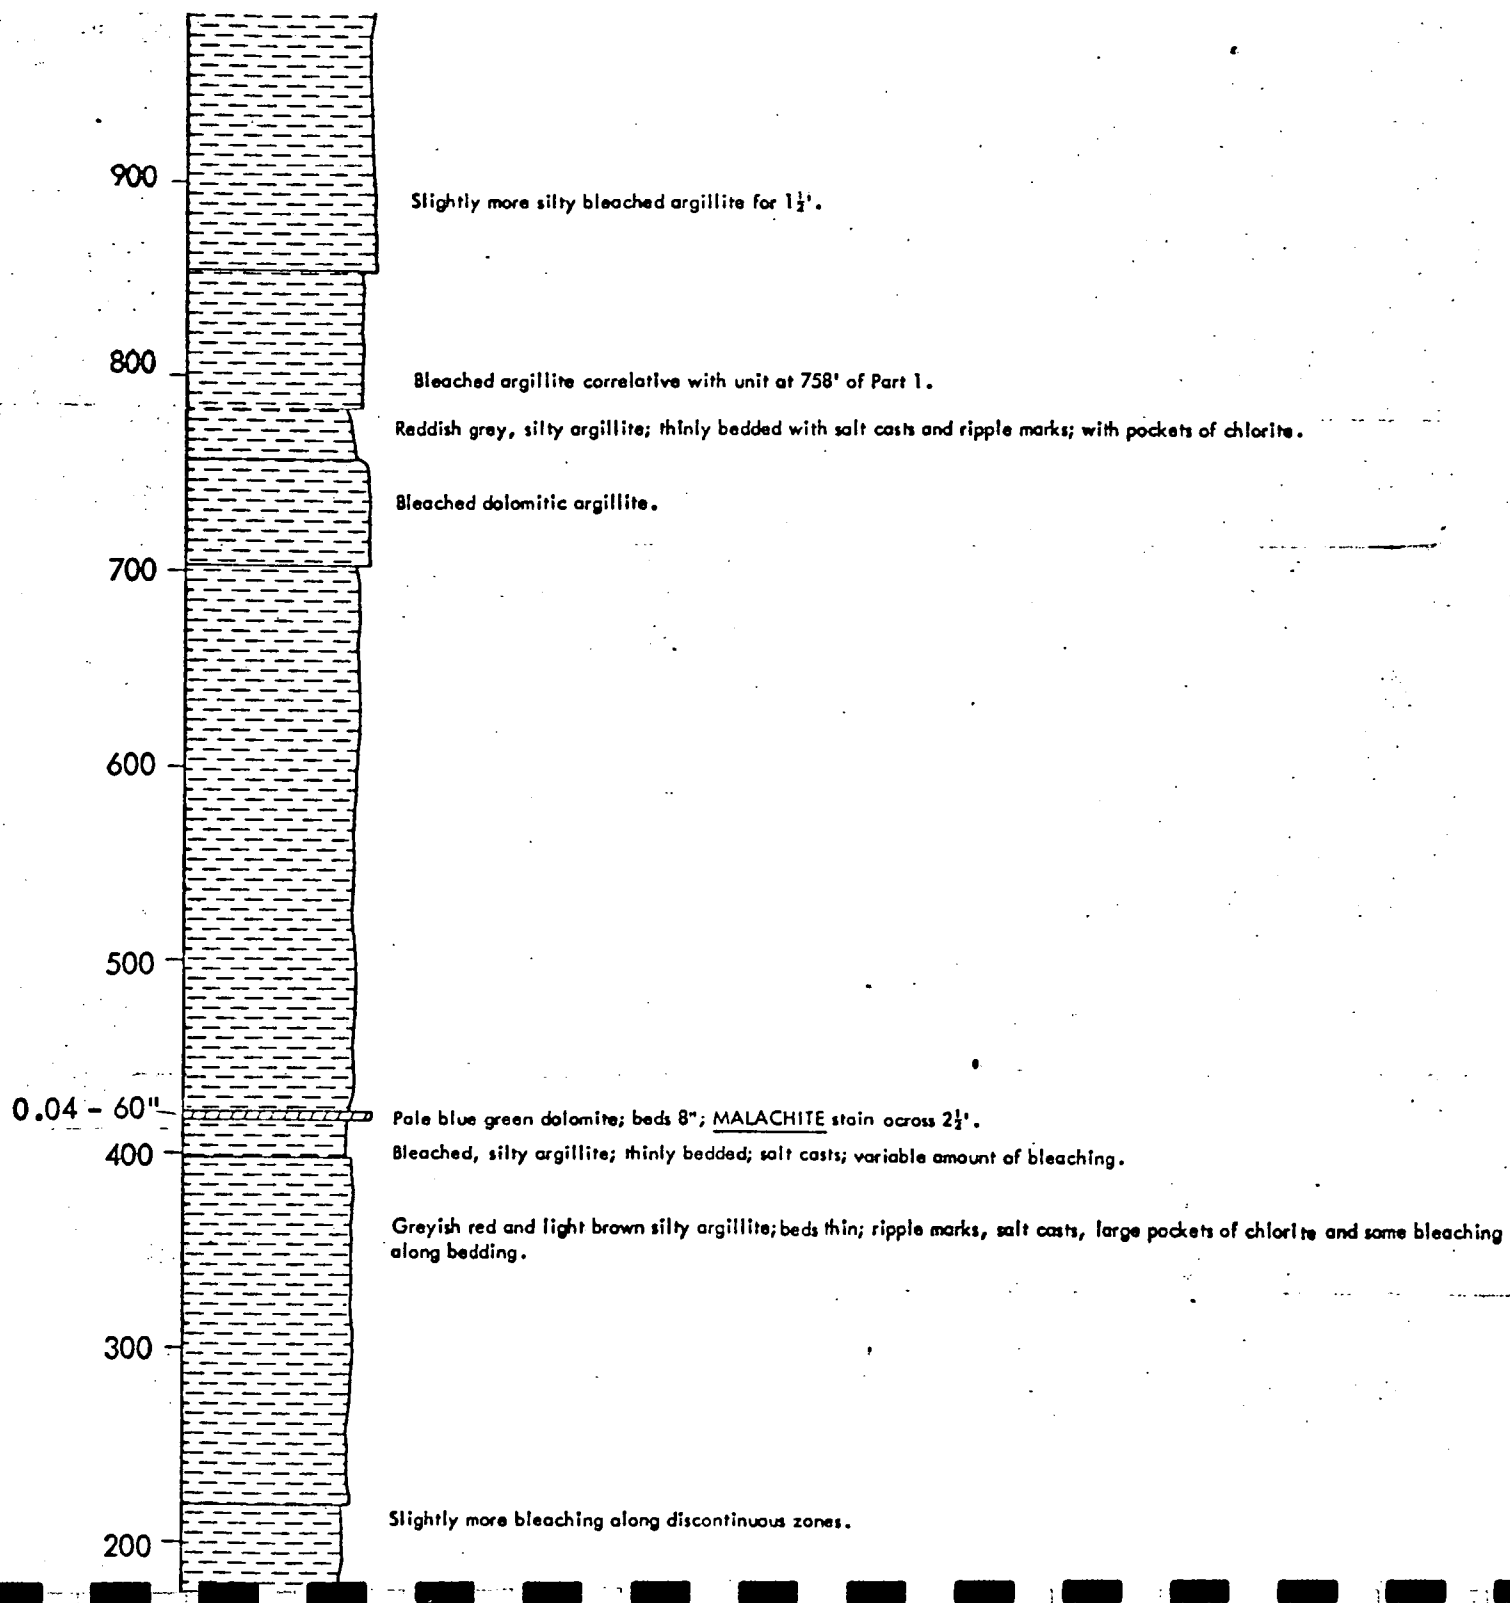 900
Slightly more silty bleached argillite for 1½'.
800
Bleached argillite correlative with unit at 758' of Part 1.
Reddish grey, silty argillite; thinly bedded with salt casts and ripple marks; with pockets of chlorite.
Bleached dolomitic argillite.
700
600
500
0.04 - 60"
Pale blue green dolomite; beds 8"; MALACHITE stain across 2½'.
400
Bleached, silty argillite; thinly bedded; salt casts; variable amount of bleaching.
Greyish red and light brown silty argillite; beds thin; ripple marks, salt casts, large pockets of chlorite and some bleaching
along bedding.
300
Slightly more bleaching along discontinuous zones.
200